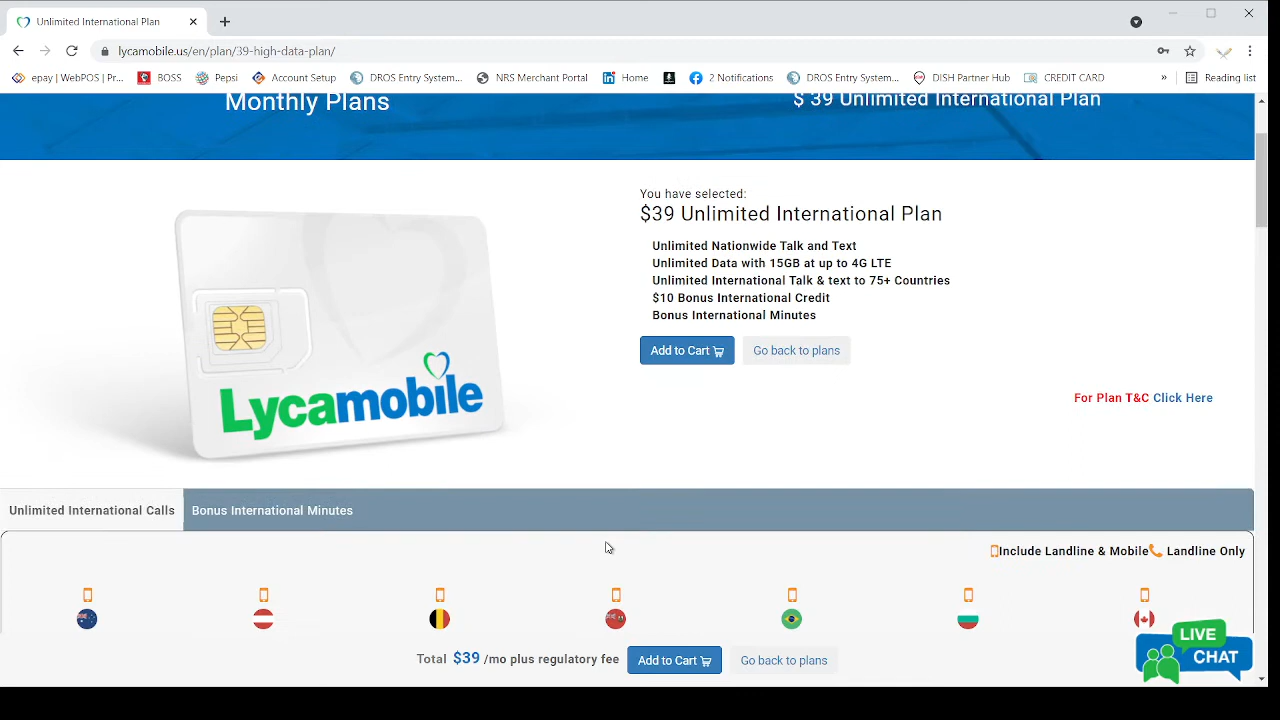 Unlimited International Plan
lycamobile.us/en/plan/39-high-data-plan/
epay | WebPOS | Pr...
BOSS
Pepsi
Account Setup
DROS Entry System...
NRS Merchant Portal
Home
2 Notifications
DROS Entry System...
DISH Partner Hub
CREDIT CARD
»
Reading list
Monthly Plans
$ 39 Unlimited International Plan
You have selected:
$39 Unlimited International Plan
Unlimited Nationwide Talk and Text
Unlimited Data with 15GB at up to 4G LTE
Unlimited International Talk & text to 75+ Countries
$10 Bonus International Credit
Bonus International Minutes
Add to Cart
Go back to plans
For Plan T&C Click Here
Lycamobile
Unlimited International Calls
Bonus International Minutes
Include Landline & Mobile
Landline Only
Total $39 /mo plus regulatory fee
Add to Cart
Go back to plans
LIVE
CHAT